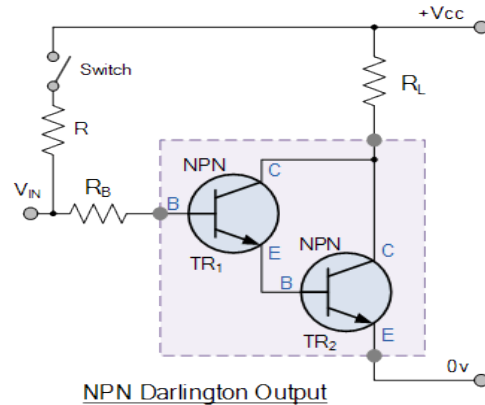 +Vcc
Switch
RL
R
NPN
C
VIN
RB
B
E
TR1
NPN
C
B
E
TR2
0v
NPN Darlington Output